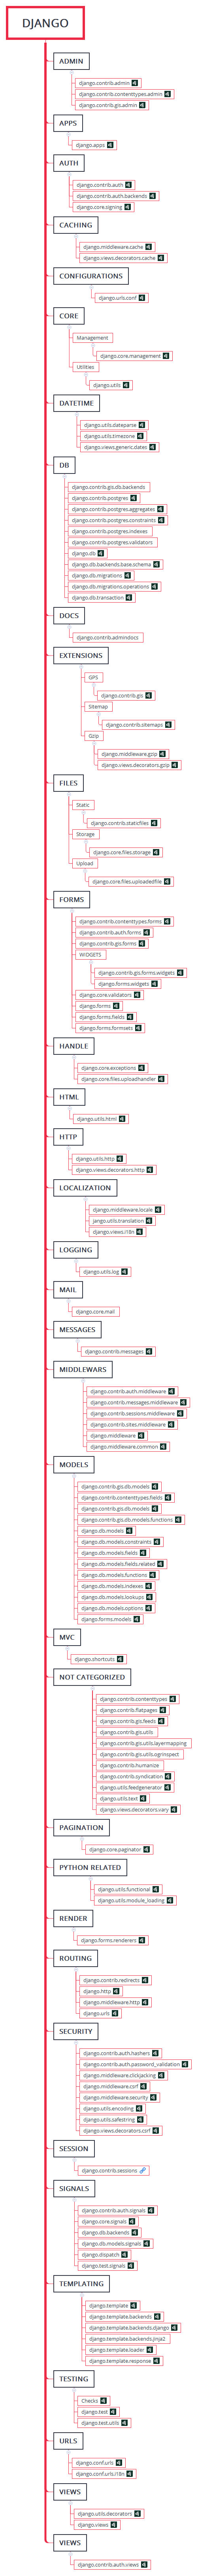 DJANGO
ADMIN
django.contrib.admin
django.contrib.contenttypes.admin
django.contrib.gis.admin
APPS
django.apps
AUTH
django.contrib.auth
django.contrib.auth.backends
django.core.signing
CACHING
django.middleware.cache
django.views.decorators.cache
CONFIGURATIONS
django.urls.conf
CORE
Management
django.core.management
Utilities
django.utils
DATETIME
django.utils.dateparse
django.utils.timezone
django.views.generic.dates
DB
django.contrib.gis.db.backends
django.contrib.postgres
django.contrib.postgres.aggregates
django.contrib.postgres.constraints
django.contrib.postgres.indexes
django.contrib.postgres.validators
django.db
django.db.backends.base.schema
django.db.migrations
django.db.migrations.operations
django.db.transaction
DOCS
django.contrib.admindocs
EXTENSIONS
GPS
django.contrib.gis
Sitemap
django.contrib.sitemaps
Gzip
django.middleware.gzip
django.views.decorators.gzip
FILES
Static
django.contrib.staticfiles
Storage
django.core.files.storage
Upload
django.core.files.uploadedfile
FORMS
django.contrib.contenttypes.forms
django.contrib.auth.forms
django.contrib.gis.forms
WIDGETS
django.contrib.gis.forms.widgets
django.forms.widgets
django.core.validators
django.forms
django.forms.fields
django.forms.formsets
HANDLE
django.core.exceptions
django.core.files.uploadhandler
HTML
django.utils.html
HTTP
django.utils.http
django.views.decorators.http
LOCALIZATION
django.middleware.locale
jango.utils.translation
django.views.i18n
LOGGING
django.utils.log
MAIL
django.core.mail
MESSAGES
django.contrib.messages
MIDDLEWARS
django.contrib.auth.middleware
django.contrib.messages.middleware
django.contrib.sessions.middleware
django.contrib.sites.middleware
django.middleware
django.middleware.common
MODELS
django.contrib.gis.db.models
django.contrib.contenttypes.fields
django.contrib.gis.db.models
django.contrib.gis.db.models.functions
django.db.models
django.db.models.constraints
django.db.models.fields
django.db.models.fields.related
django.db.models.functions
django.db.models.indexes
django.db.models.lookups
django.db.models.options
django.forms.models
MVC
django.shortcuts
NOT CATEGORIZED
django.contrib.contenttypes
django.contrib.flatpages
django.contrib.gis.feeds
django.contrib.gis.utils
django.contrib.gis.utils.layermapping
django.contrib.gis.utils.ogrinspect
django.contrib.humanize
django.contrib.syndication
django.utils.feedgenerator
django.utils.text
django.views.decorators.vary
PAGINATION
django.core.paginator
PYTHON RELATED
django.utils.functional
django.utils.module_loading
RENDER
django.forms.renderers
ROUTING
django.contrib.redirects
django.http
django.middleware.http
django.urls
SECURITY
django.contrib.auth.hashers
django.contrib.auth.password_validation
django.middleware.clickjacking
django.middleware.csrf
django.middleware.security
django.utils.encoding
django.utils.safestring
django.views.decorators.csrf
SESSION
django.contrib.sessions
SIGNALS
django.contrib.auth.signals
django.core.signals
django.db.backends
django.db.models.signals
django.dispatch
django.test.signals
TEMPLATING
django.template
django.template.backends
django.template.backends.django
django.template.backends.jinja2
django.template.loader
django.template.response
TESTING
Checks
django.test
django.test.utils
URLS
django.conf.urls
django.conf.urls.i18n
VIEWS
django.utils.decorators
django.views
VIEWS
django.contrib.auth.views